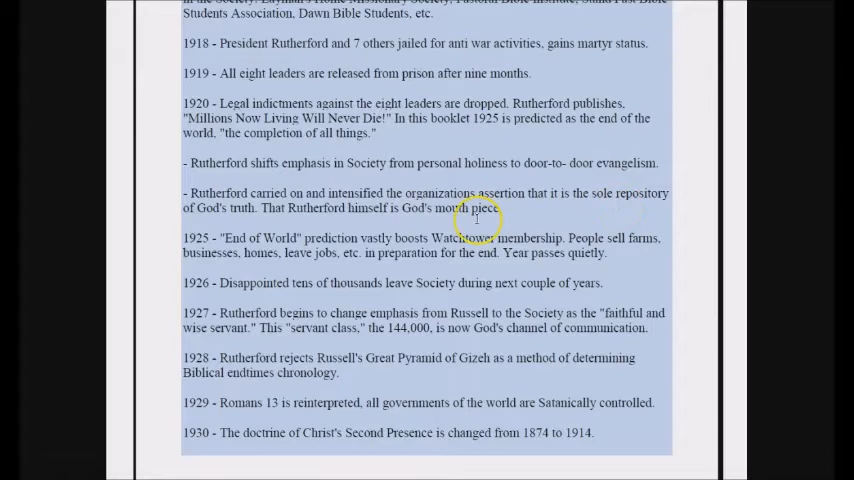 in the Society: Layman's Home Missionary Society, Pastoral Bible Institute, Stand Fast Bible
Students Association, Dawn Bible Students, etc.
1918 - President Rutherford and 7 others jailed for anti war activities, gains martyr status.
1919 - All eight leaders are released from prison after nine months.
1920 - Legal indictments against the eight leaders are dropped. Rutherford publishes,
"Millions Now Living Will Never Die!" In this booklet 1925 is predicted as the end of the
world, "the completion of all things."
- Rutherford shifts emphasis in Society from personal holiness to door-to- door evangelism.
- Rutherford carried on and intensified the organizations assertion that it is the sole repository
of God's truth. That Rutherford himself is God's mouth piece
1925 - "End of World" prediction vastly boosts Watchtower membership. People sell farms,
businesses, homes, leave jobs, etc. in preparation for the end. Year passes quietly.
1926 - Disappointed tens of thousands leave Society during next couple of years.
1927 - Rutherford begins to change emphasis from Russell to the Society as the "faithful and
wise servant." This "servant class," the 144,000, is now God's channel of communication.
1928 - Rutherford rejects Russell's Great Pyramid of Gizeh as a method of determining
Biblical endtimes chronology.
1929 - Romans 13 is reinterpreted, all governments of the world are Satanically controlled.
1930 - The doctrine of Christ's Second Presence is changed from 1874 to 1914.